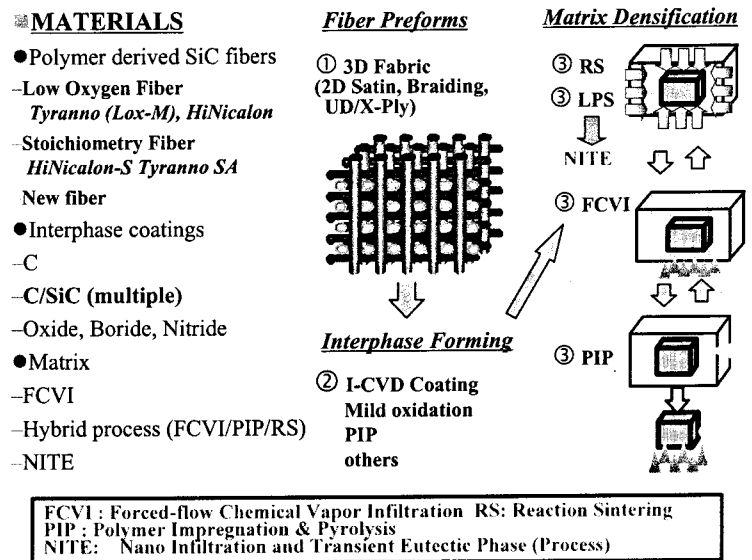 MATERIALS
●Polymer derived SiC fibers
–Low Oxygen Fiber
Tyranno (Lox-M), HiNicalon
–Stoichiometry Fiber
HiNicalon-S Tyranno SA
New fiber
●Interphase coatings
–C
–C/SiC (multiple)
–Oxide, Boride, Nitride
●Matrix
–FCVI
–Hybrid process (FCVI/PIP/RS)
–NITE
Fiber Preforms
① 3D Fabric
(2D Satin, Braiding,
UD/X-Ply)
Interphase Forming
② I-CVD Coating
Mild oxidation
PIP
others
Matrix Densification
③ RS
③ LPS
NITE
③ FCVI
③ PIP
FCVI : Forced-flow Chemical Vapor Infiltration RS: Reaction Sintering
PIP : Polymer Impregnation & Pyrolysis
NITE: Nano Infiltration and Transient Eutectic Phase (Process)